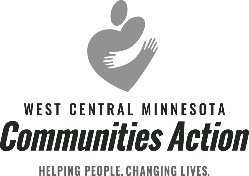 WEST CENTRAL MINNESOTA
Communities Action
HELPING PEOPLE. CHANGING LIVES.